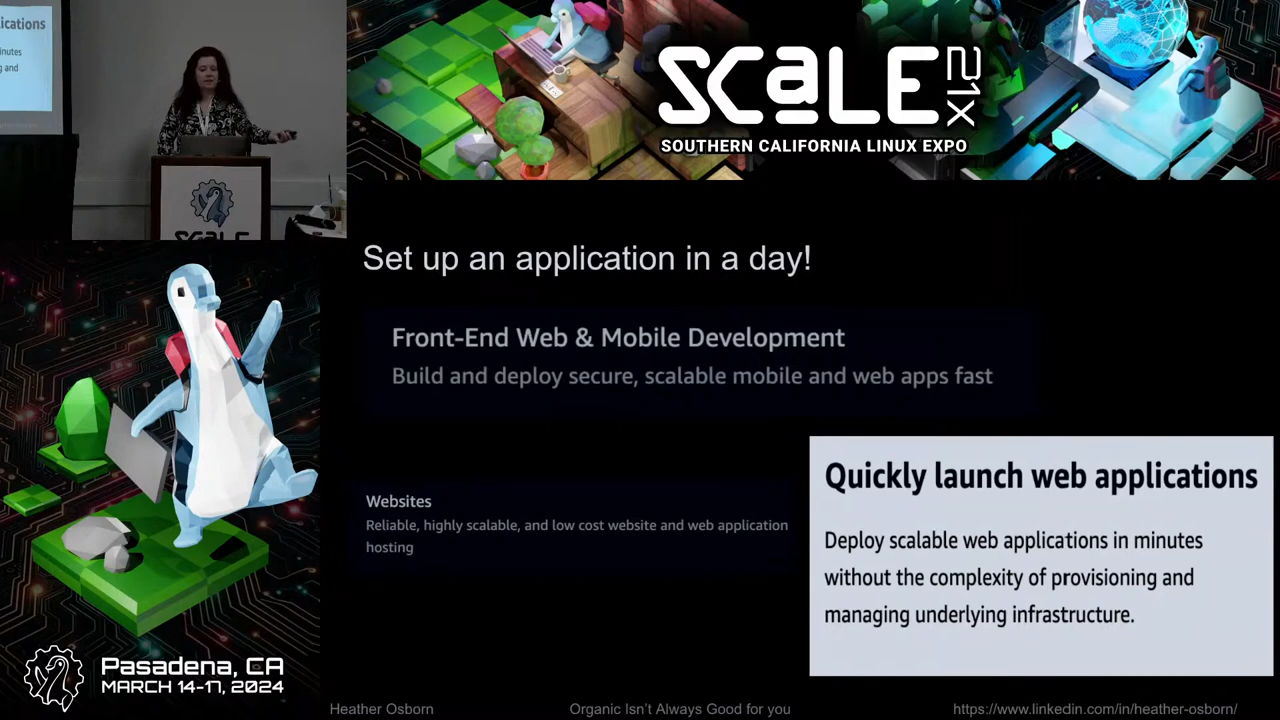 ications
inutes
g and
SCALE
SCaLE 21X
SOUTHERN CALIFORNIA LINUX EXPO
Set up an application in a day!
Front-End Web & Mobile Development
Build and deploy secure, scalable mobile and web apps fast
Websites
Reliable, highly scalable, and low cost website and web application
hosting
Quickly launch web applications
Deploy scalable web applications in minutes
without the complexity of provisioning and
managing underlying infrastructure.
Pasadena, CA
MARCH 14-17, 2024
Heather Osborn
Organic Isn't Always Good for you
https://www.linkedin.com/in/heather-osborn/